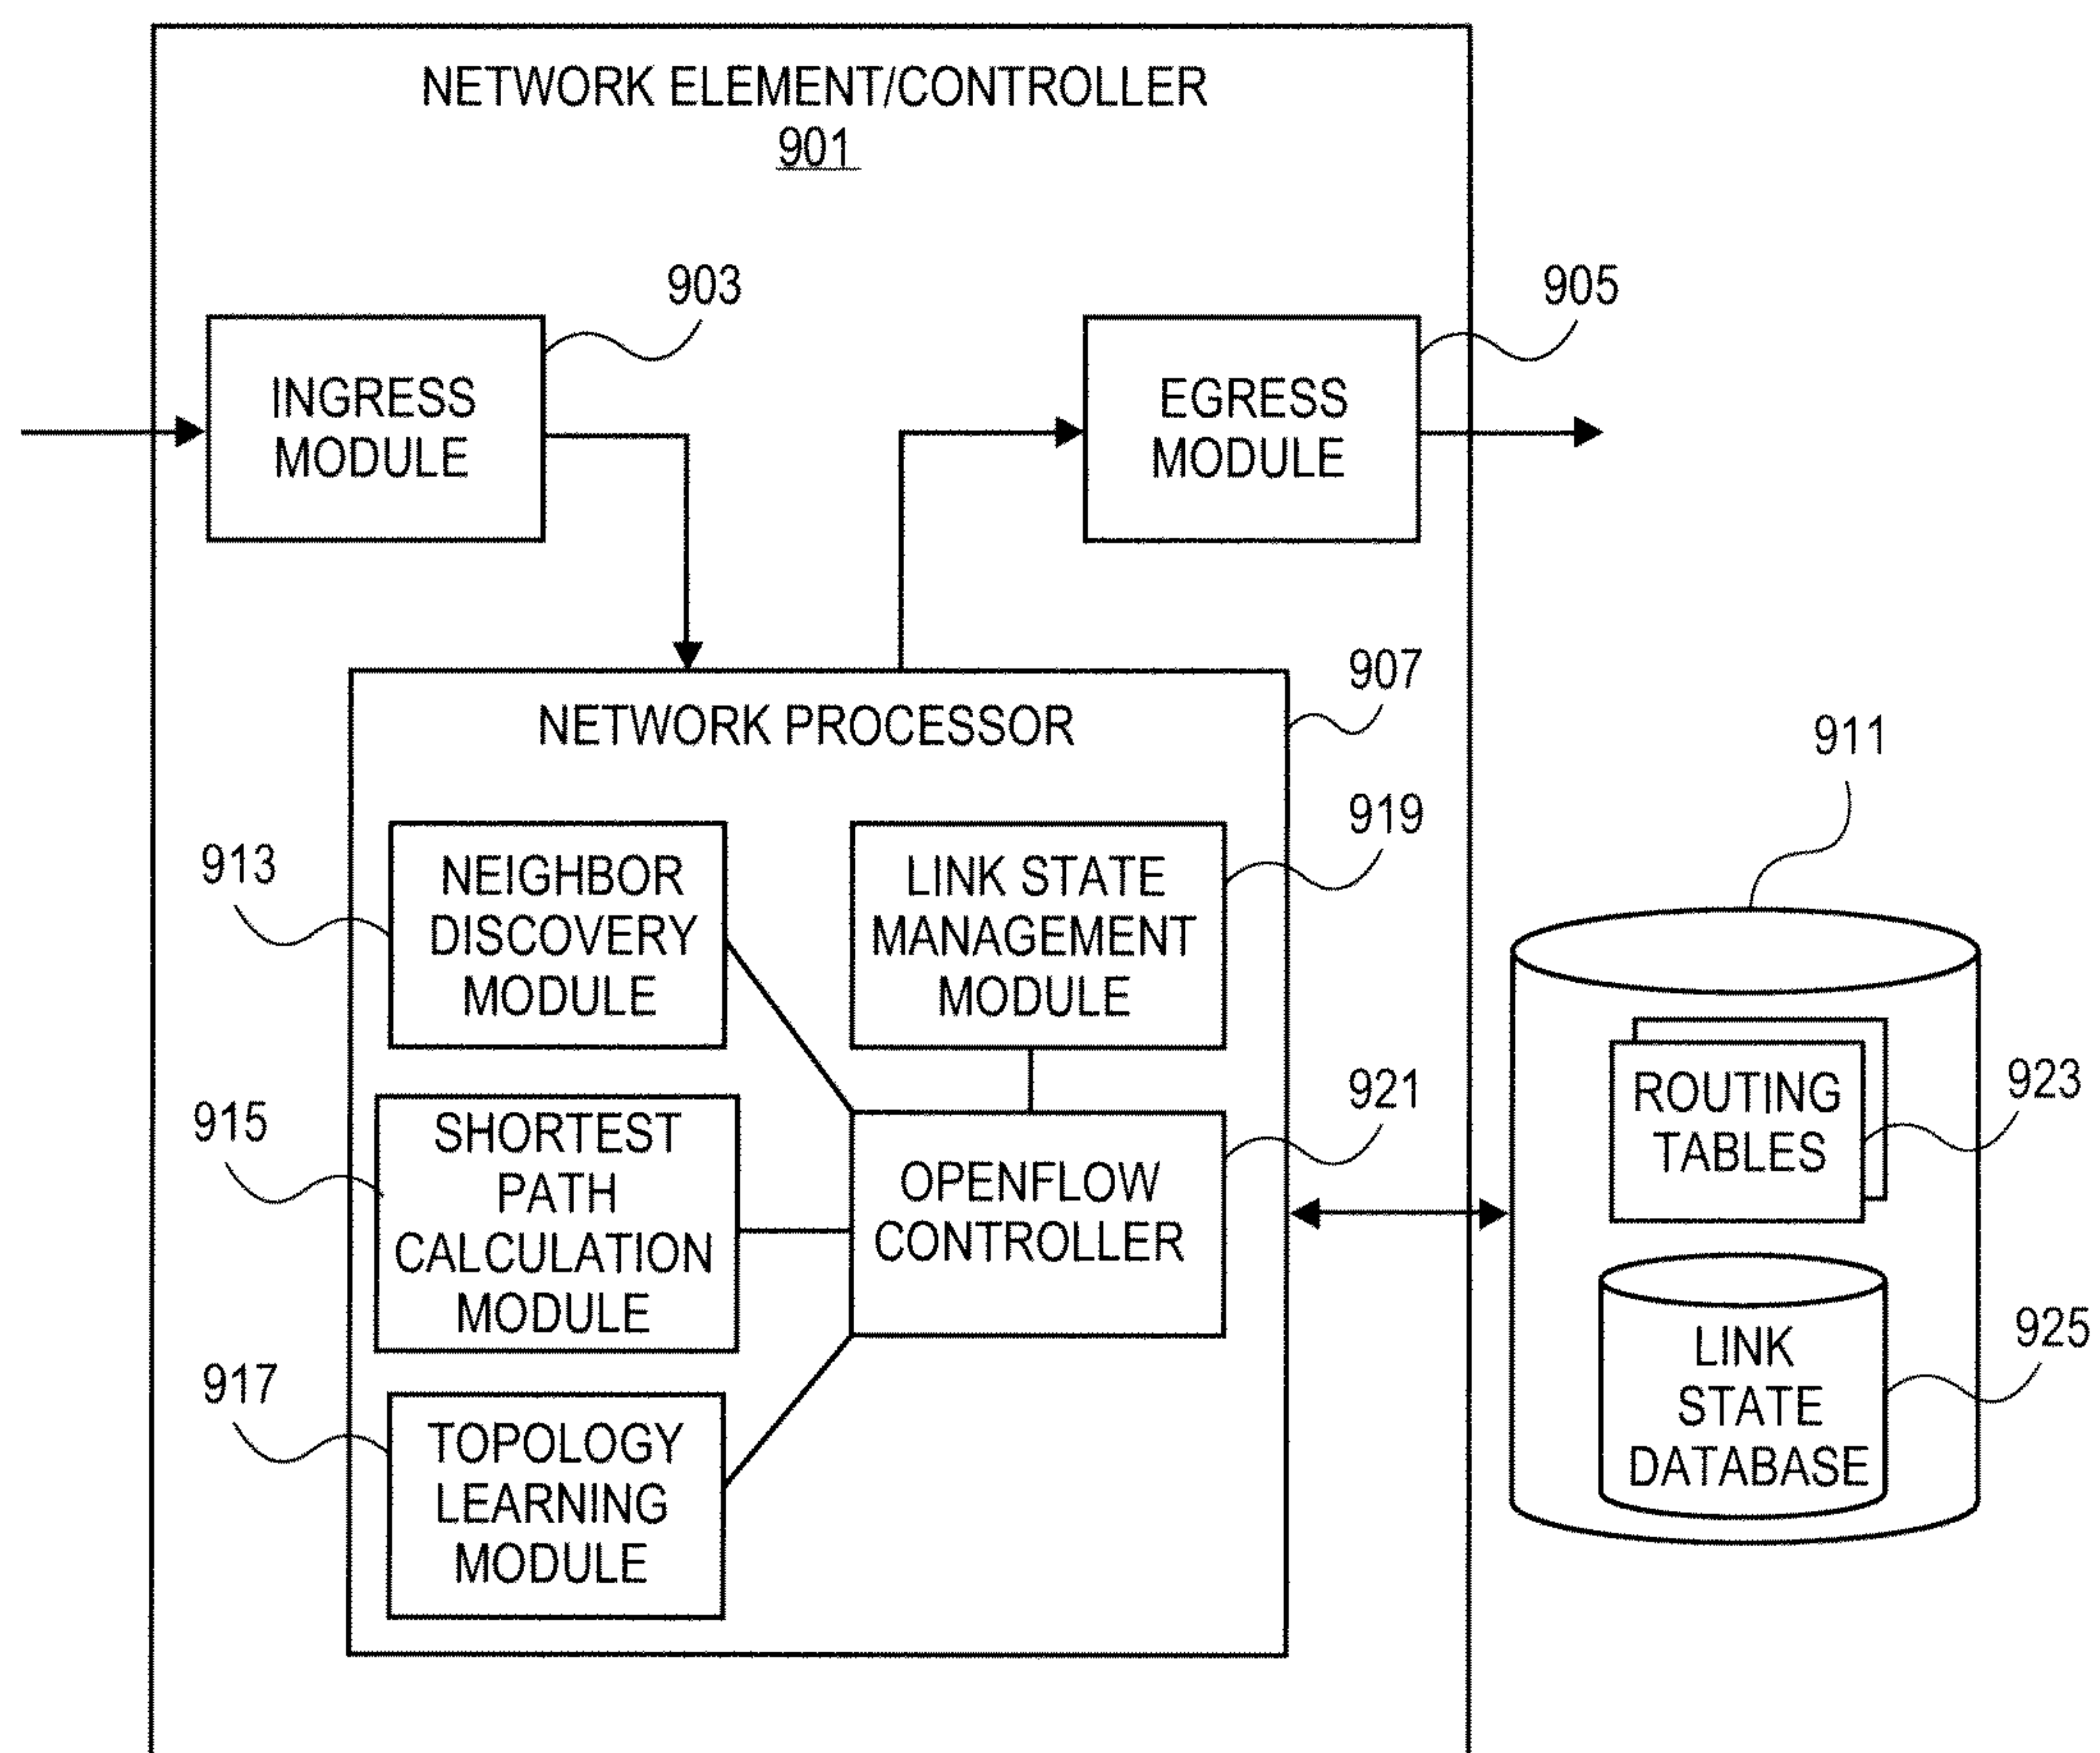 NETWORK ELEMENT/CONTROLLER
901
903
905
INGRESS
MODULE
EGRESS
MODULE
907
NETWORK PROCESSOR
911
913
919
NEIGHBOR
DISCOVERY
MODULE
LINK STATE
MANAGEMENT
MODULE
915
921
923
SHORTEST
PATH
CALCULATION
MODULE
OPENFLOW
CONTROLLER
ROUTING
TABLES
917
925
TOPOLOGY
LEARNING
MODULE
LINK
STATE
DATABASE